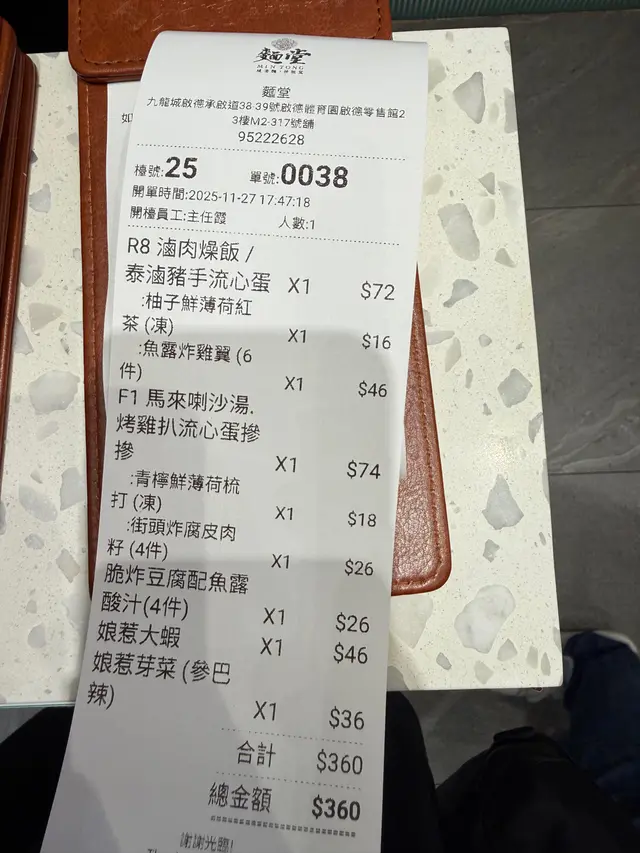 麵堂
MIN TONG
麵堂
九龍城啟德承啟道38-39號啟德體育園啟德零售館2
3樓M2-317號舖
95222628
如
檯號:25 單號:0038
開單時間:2025-11-27 17:47:18
開檯員工:主任霞 人數:1
R8 滷肉燥飯 /
泰滷豬手流心蛋 X1 $72
:柚子鮮薄荷紅
茶 (凍) X1 $16
:魚露炸雞翼 (6
件) X1 $46
F1 馬來喇沙湯.
烤雞扒流心蛋摻
摻 X1 $74
:青檸鮮薄荷梳
打 (凍) X1 $18
:街頭炸腐皮肉
籽 (4件) X1 $26
脆炸豆腐配魚露
酸汁(4件) X1 $26
娘惹大蝦 X1 $46
娘惹芽菜 (參巴
辣) X1 $36
合計 $360
總金額 $360
謝謝光臨!